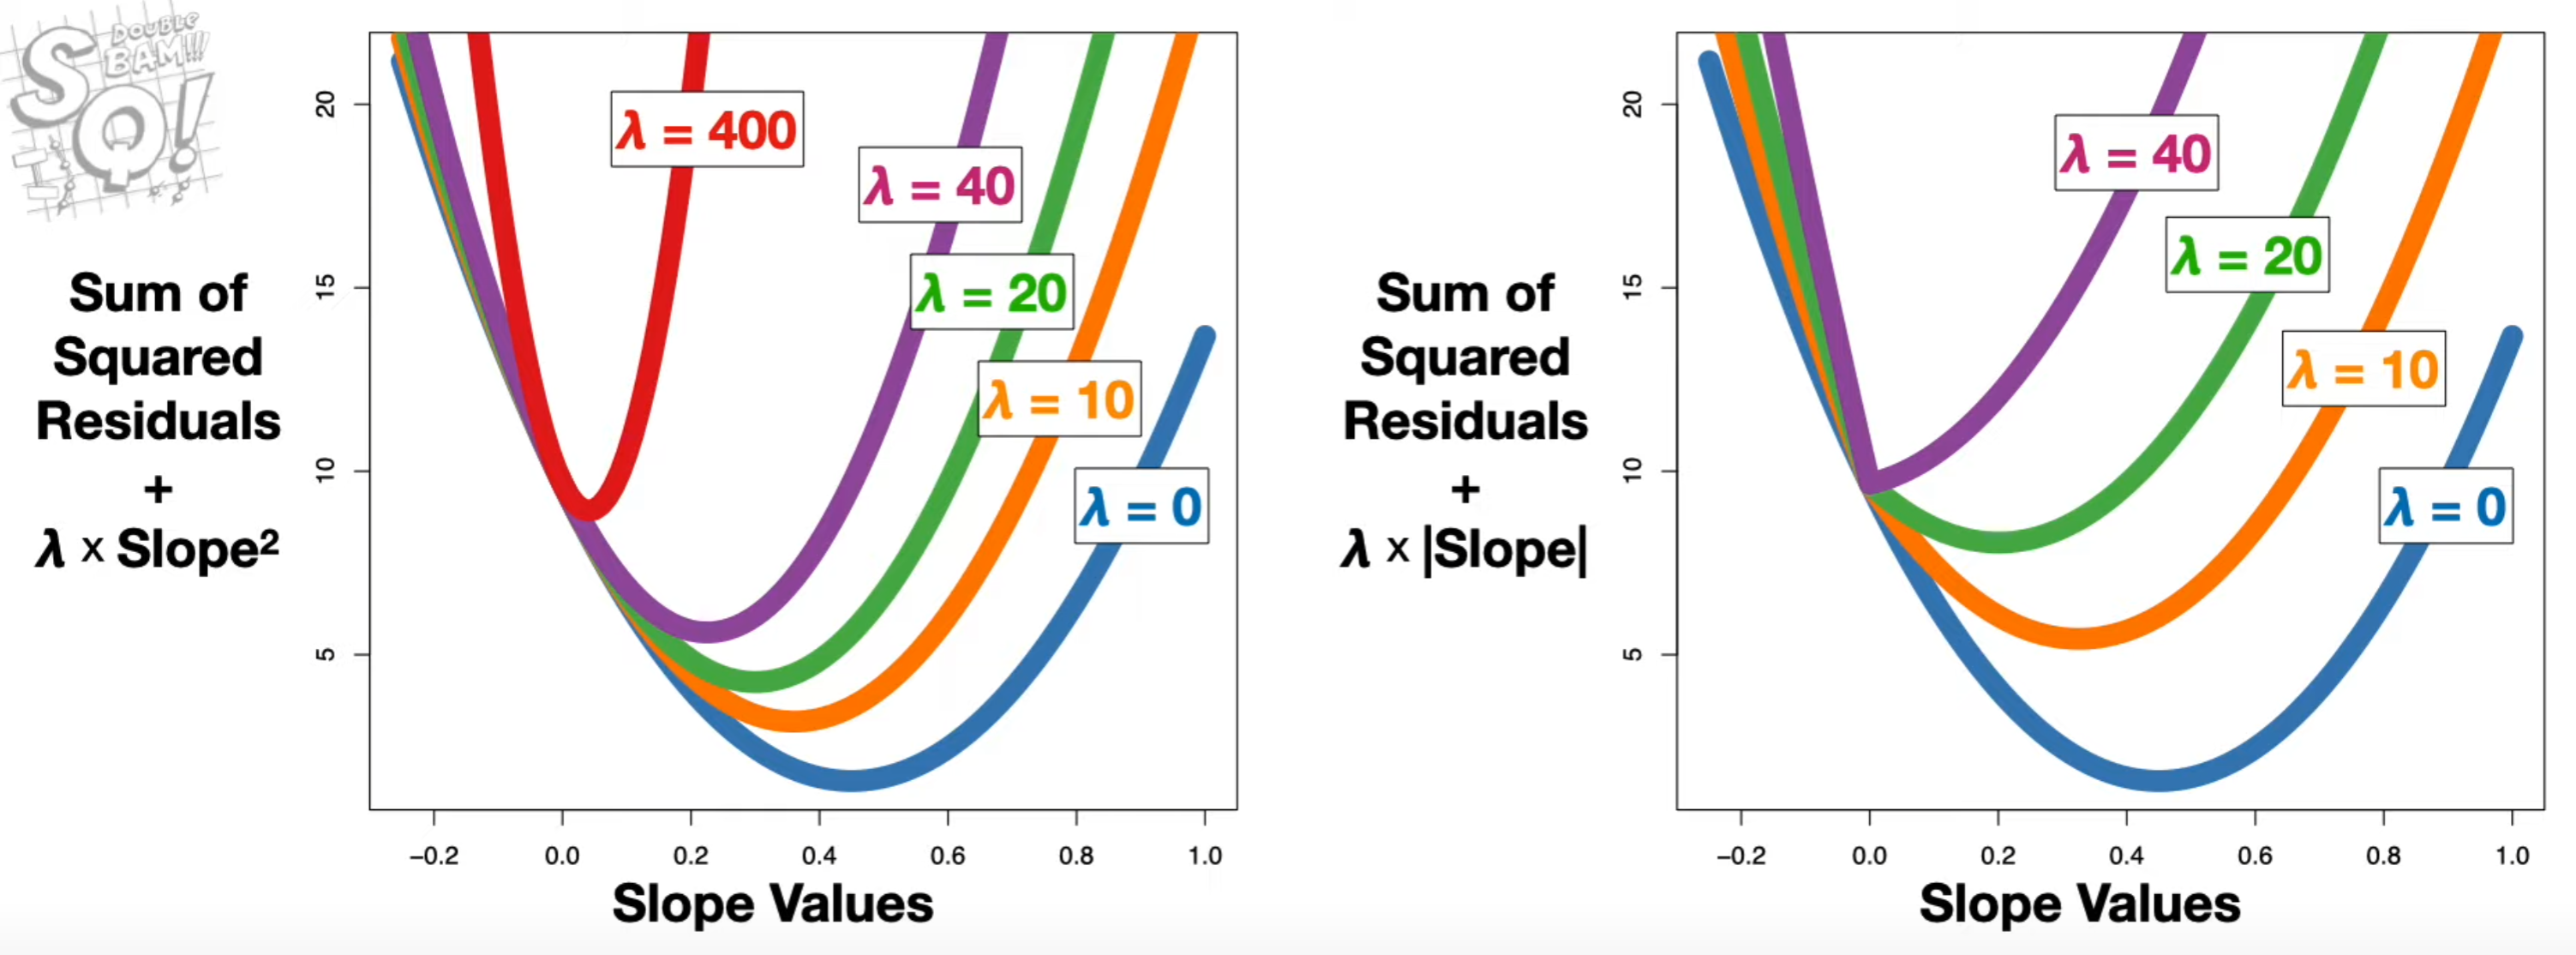 DOUBLE
BAM!!!
SQ!
Sum of
Squared
Residuals
+
λ x Slope²
20
15
10
5
λ = 400
λ = 40
λ = 20
λ = 10
λ = 0
−0.2 0.0 0.2 0.4 0.6 0.8 1.0
Slope Values
Sum of
Squared
Residuals
+
λ x |Slope|
20
15
10
5
λ = 40
λ = 20
λ = 10
λ = 0
−0.2 0.0 0.2 0.4 0.6 0.8 1.0
Slope Values